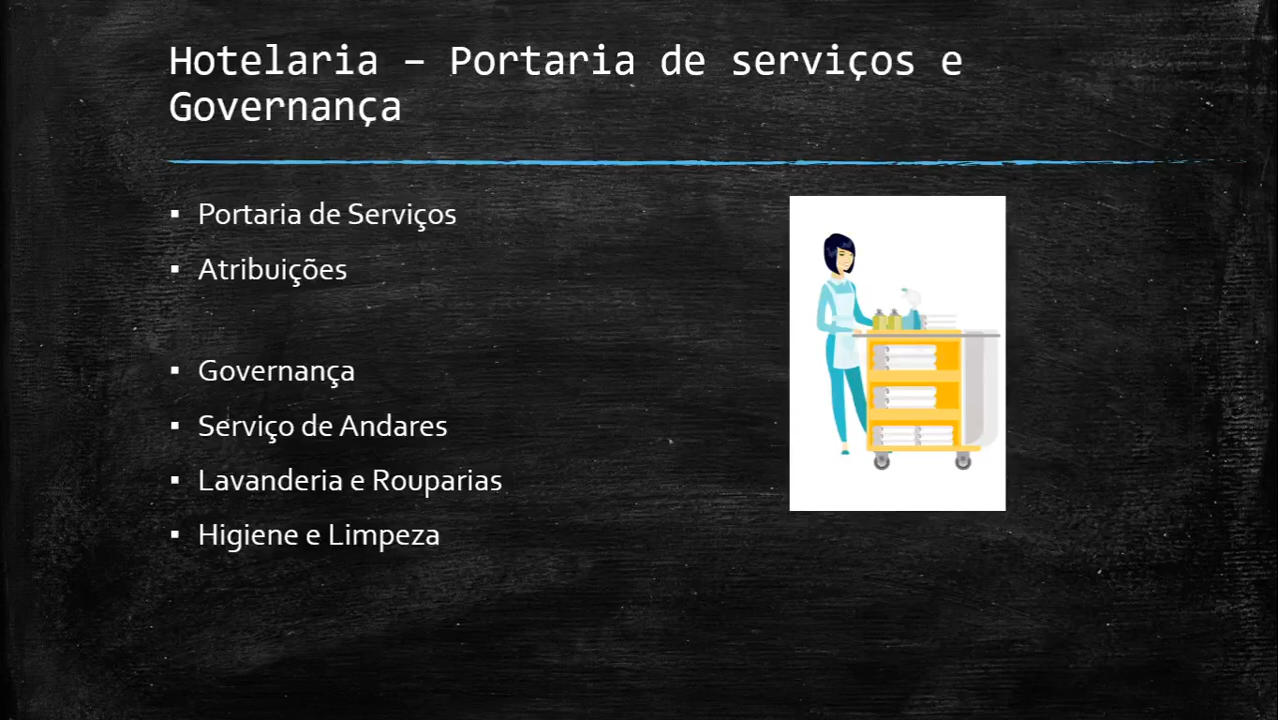 Hotelaria – Portaria de serviços e
Governança
▪ Portaria de Serviços
▪ Atribuições
▪ Governança
▪ Serviço de Andares
▪ Lavanderia e Rouparias
▪ Higiene e Limpeza